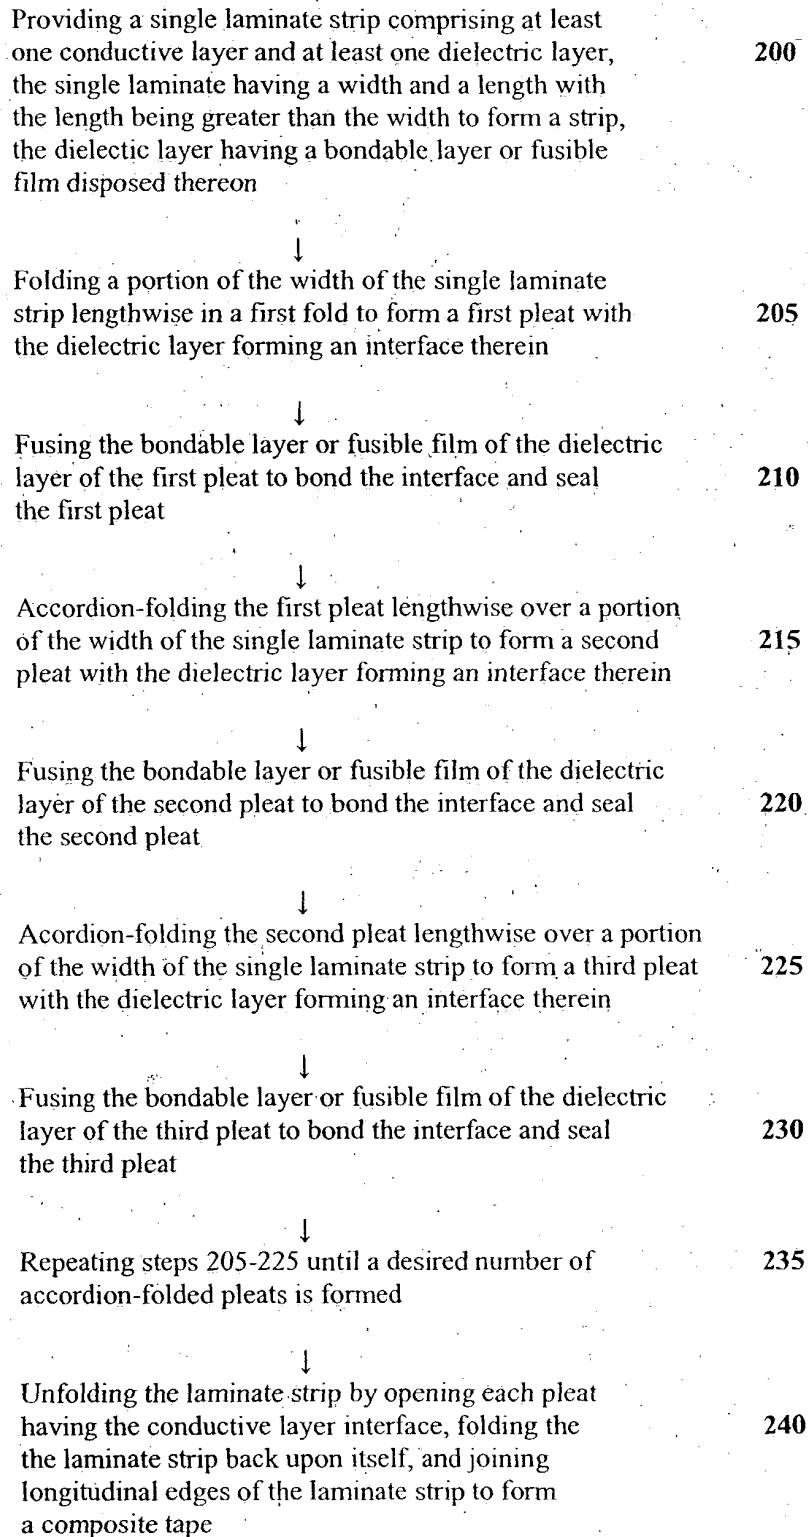 Providing a single laminate strip comprising at least
one conductive layer and at least one dielectric layer, 200
the single laminate having a width and a length with
the length being greater than the width to form a strip,
the dielectic layer having a bondable layer or fusible
film disposed thereon
↓
Folding a portion of the width of the single laminate
strip lengthwise in a first fold to form a first pleat with 205
the dielectric layer forming an interface therein
↓
Fusing the bondable layer or fusible film of the dielectric
layer of the first pleat to bond the interface and seal 210
the first pleat
↓
Accordion-folding the first pleat lengthwise over a portion
of the width of the single laminate strip to form a second 215
pleat with the dielectric layer forming an interface therein
↓
Fusing the bondable layer or fusible film of the dielectric
layer of the second pleat to bond the interface and seal 220
the second pleat
↓
Acordion-folding the second pleat lengthwise over a portion
of the width of the single laminate strip to form a third pleat 225
with the dielectric layer forming an interface therein
↓
Fusing the bondable layer or fusible film of the dielectric
layer of the third pleat to bond the interface and seal 230
the third pleat
↓
Repeating steps 205-225 until a desired number of 235
accordion-folded pleats is formed
↓
Unfolding the laminate strip by opening each pleat
having the conductive layer interface, folding the 240
the laminate strip back upon itself, and joining
longitudinal edges of the laminate strip to form
a composite tape